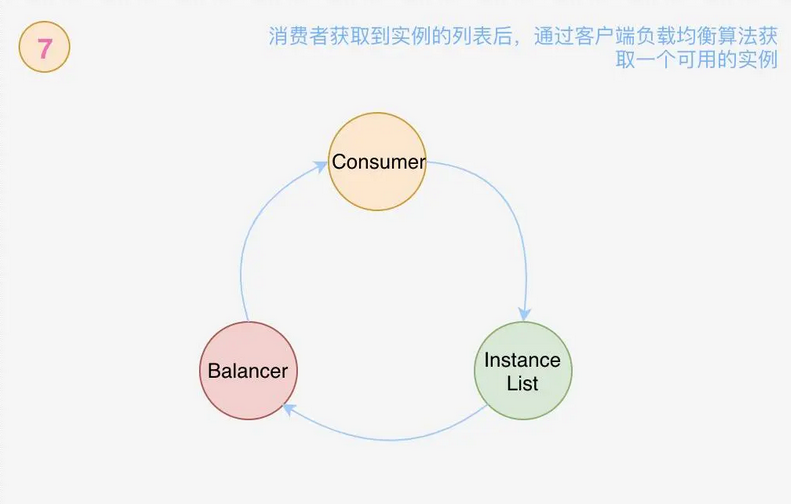 7
消费者获取到实例的列表后，通过客户端负载均衡算法获
取一个可用的实例
Consumer
Balancer
Instance
List